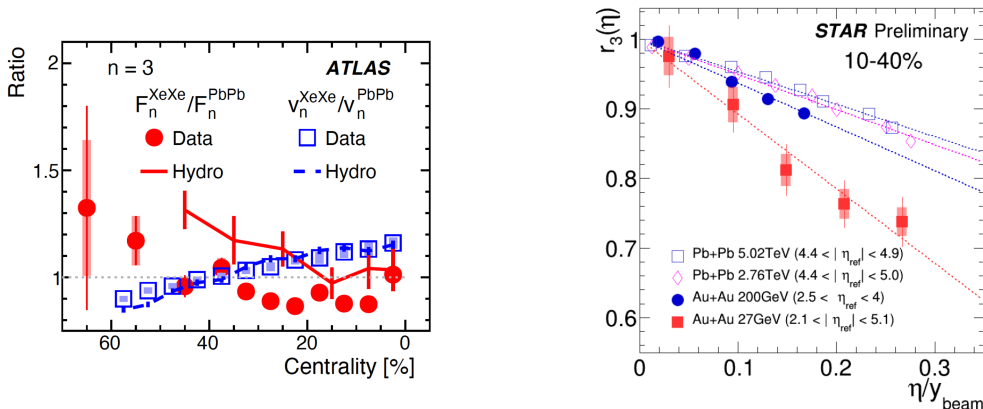 Ratio
2
1.5
1
60 40 20 0
Centrality [%]
n = 3 ATLAS
F_n^XeXe/F_n^PbPb v_n^XeXe/v_n^PbPb
Data Data
Hydro Hydro
r_3(η)
1
0.9
0.8
0.7
0.6
0 0.1 0.2 0.3
η/y_beam
STAR Preliminary
10-40%
Pb+Pb 5.02TeV (4.4< | η_ref | < 4.9)
Pb+Pb 2.76TeV (4.4< | η_ref | < 5.0)
Au+Au 200GeV (2.5< η_ref < 4)
Au+Au 27GeV (2.1 < | η_ref | < 5.1)